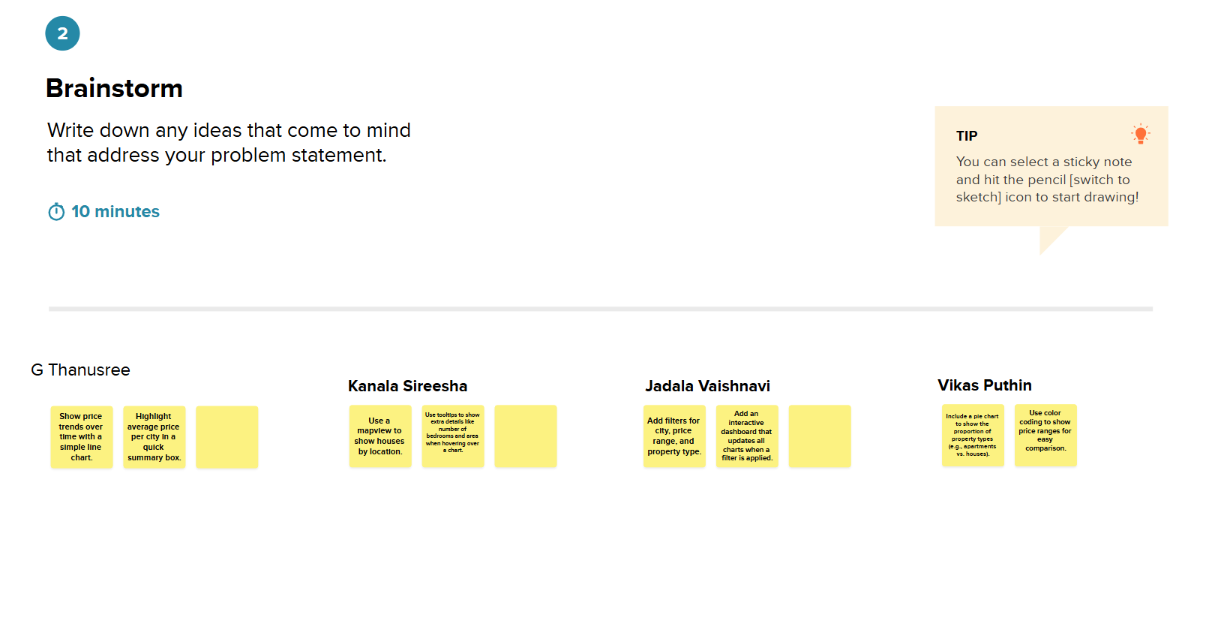 2
Brainstorm
Write down any ideas that come to mind
that address your problem statement.
10 minutes
TIP
You can select a sticky note
and hit the pencil [switch to
sketch] icon to start drawing!
G Thanusree
Show price
trends over
time with a
simple line
chart.
Highlight
average price
per city in a
quick
summary box.
Kanala Sireesha
Use a
mapview to
show houses
by location.
Use tooltips to show
extra details like
number of
bedrooms and area
when hovering over
a chart.
Jadala Vaishnavi
Add filters for
city, price
range, and
property type.
Add an
interactive
dashboard that
updates all
charts when a
filter is applied.
Vikas Puthin
Include a pie chart
to show the
proportion of
property types
(e.g., apartments
vs. houses).
Use color
coding to show
price ranges for
easy
comparison.